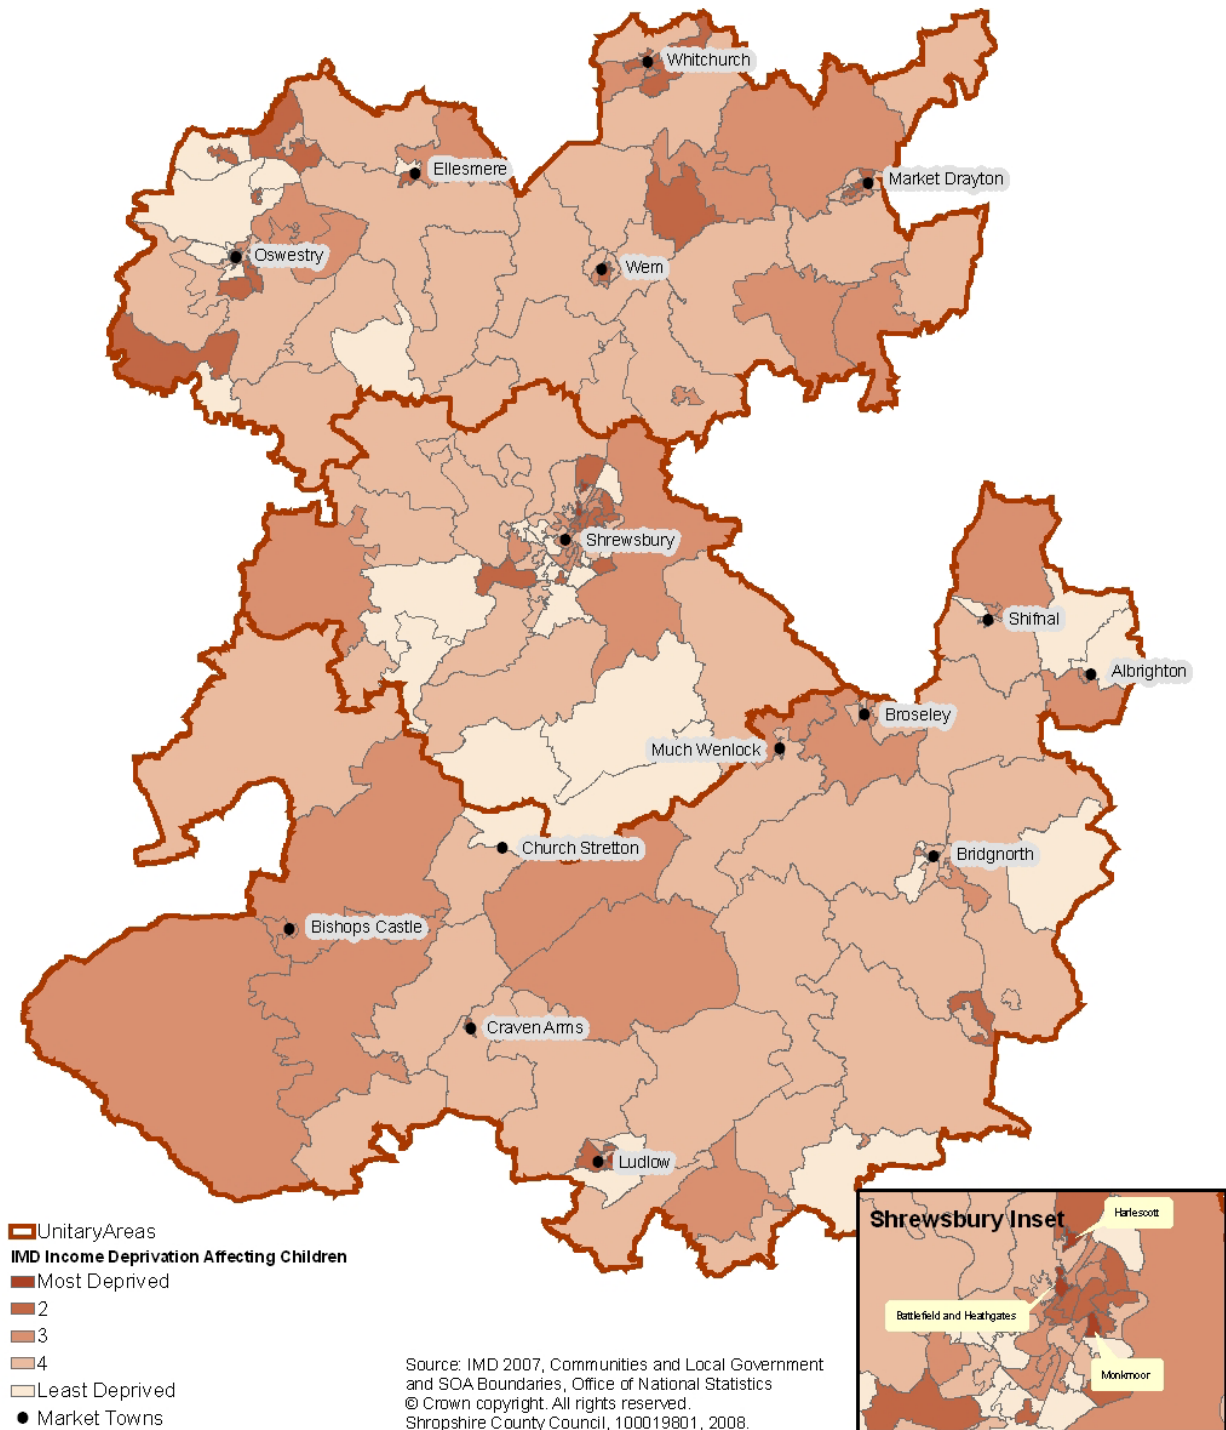 Whitchurch
Ellesmere
Market Drayton
Oswestry
Wem
Shrewsbury
Shifnal
Albrighton
Broseley
Much Wenlock
Church Stretton
Bridgnorth
Bishops Castle
Craven Arms
Ludlow
UnitaryAreas
IMD Income Deprivation Affecting Children
Most Deprived
2
3
4
Least Deprived
Market Towns
Source: IMD 2007, Communities and Local Government
and SOA Boundaries, Office of National Statistics
© Crown copyright. All rights reserved.
Shropshire County Council, 100019801, 2008.
Shrewsbury Inset
Harlescott
Battlefield and Heathgates
Monkmoor